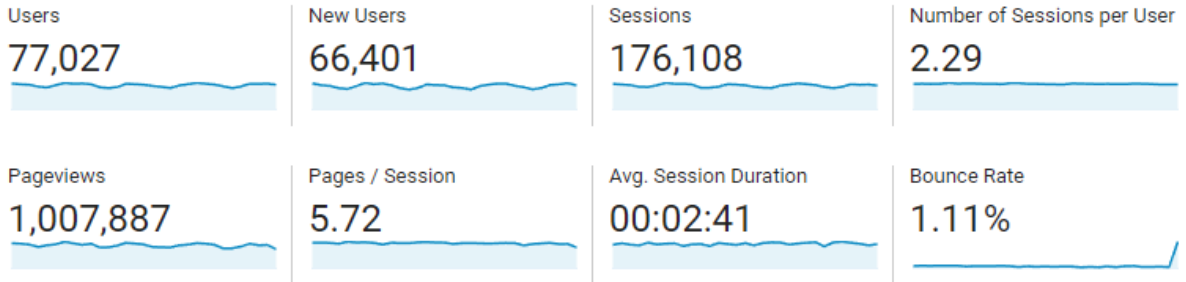 Users
77,027
New Users
66,401
Sessions
176,108
Number of Sessions per User
2.29
Pageviews
1,007,887
Pages / Session
5.72
Avg. Session Duration
00:02:41
Bounce Rate
1.11%